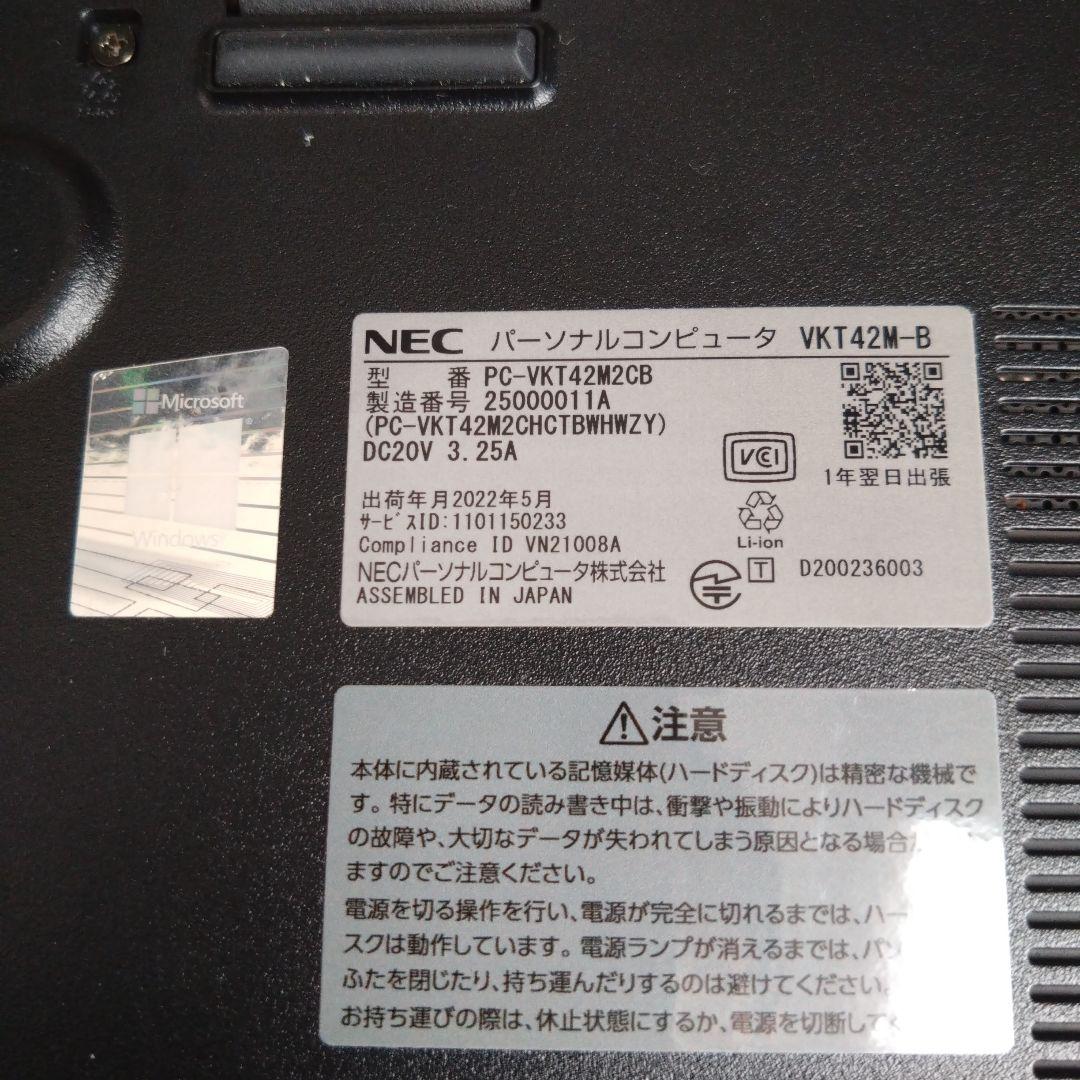 Microsoft
Windows
NEC パーソナルコンピュータ VKT42M-B
型 番 PC-VKT42M2CB
製造番号 25000011A
(PC-VKT42M2CHCTBWHWZY)
DC20V 3.25A
VCI
1年翌日出張
出荷年月2022年5月
ｻｰﾋﾞｽID:1101150233
Compliance ID VN21008A
Li-ion
NECパーソナルコンピュータ株式会社
T D200236003
ASSEMBLED IN JAPAN
注意
本体に内蔵されている記憶媒体(ハードディスク)は精密な機械で
す。特にデータの読み書き中は、衝撃や振動によりハードディスク
の故障や、大切なデータが失われてしまう原因となる場合が
ますのでご注意ください。
電源を切る操作を行い、電源が完全に切れるまでは、ハー
スクは動作しています。電源ランプが消えるまでは、パソ
ふたを閉じたり、持ち運んだりするのは避けてください。
お持ち運びの際は、休止状態にするか、電源を切断して